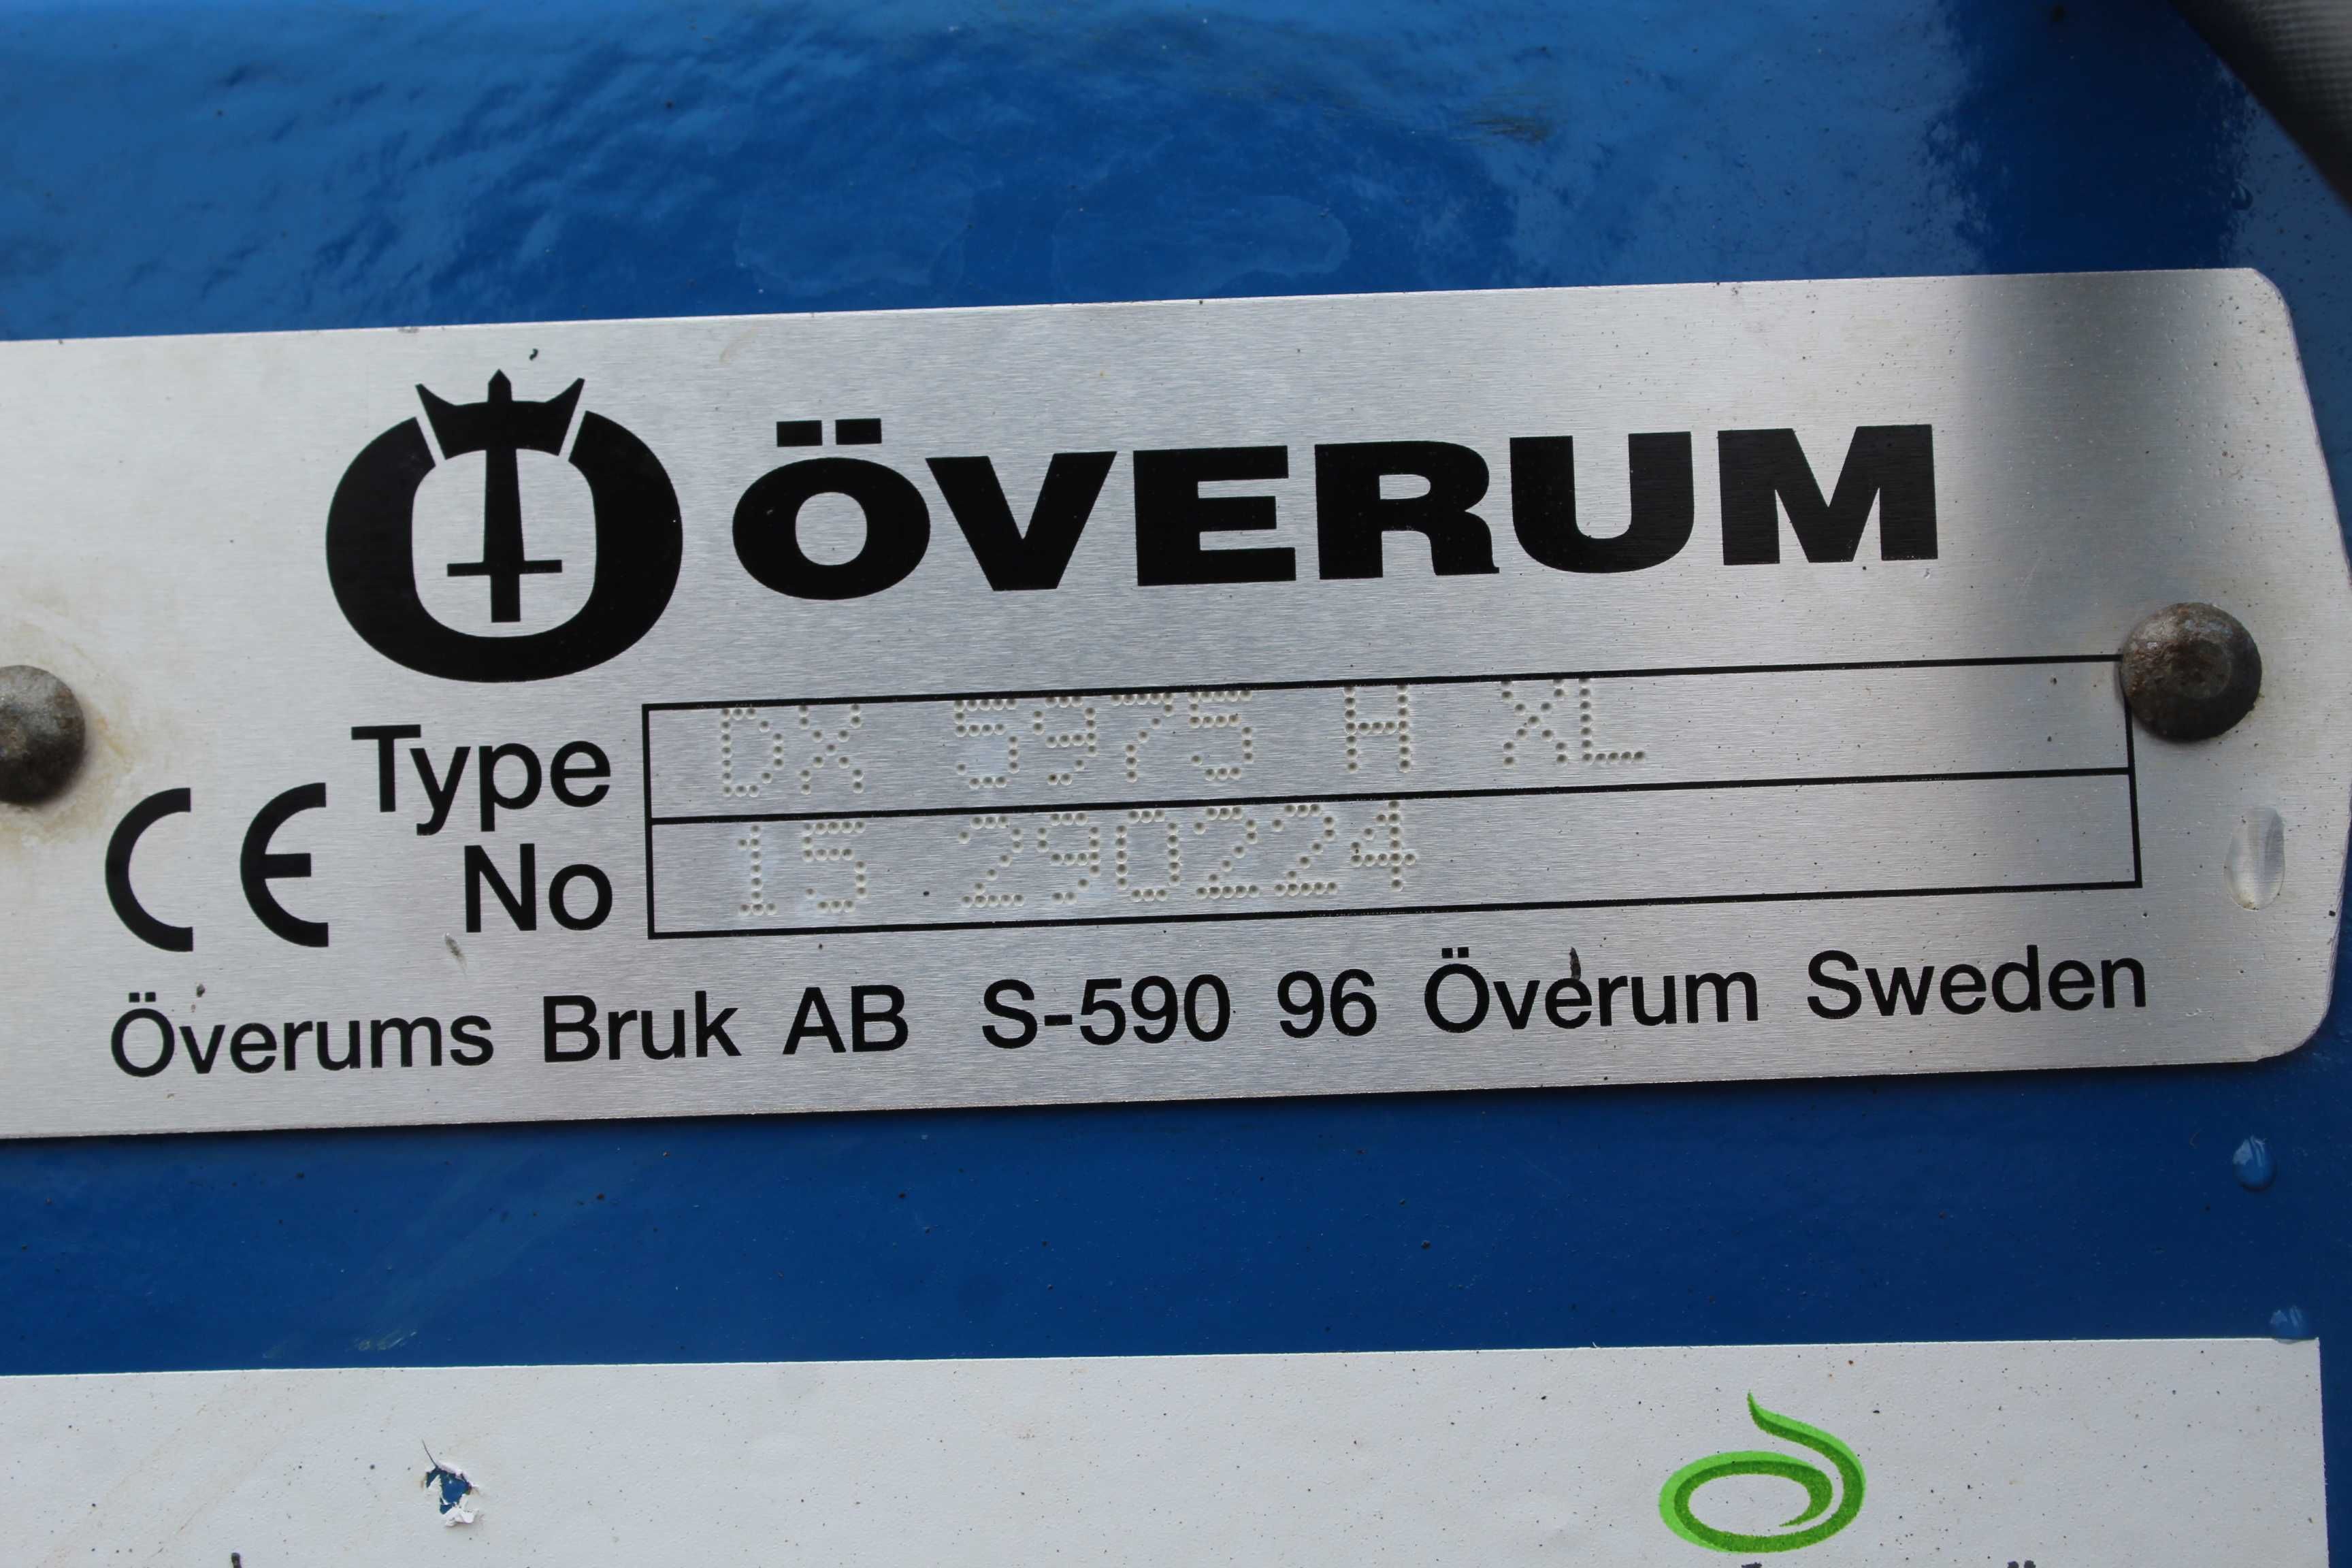 ÖVERUM
Type DX 5975 H XL
CE No 15 290224
Överums Bruk AB S-590 96 Överum Sweden